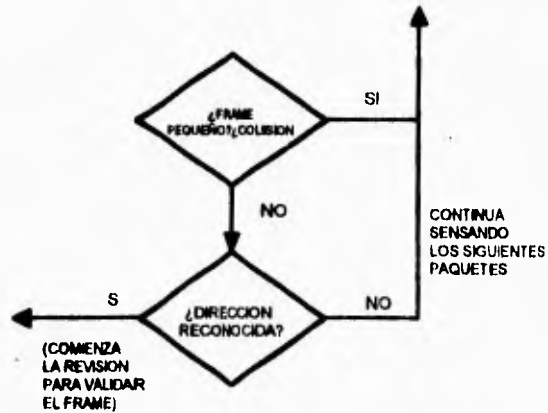 ¿FRAME
PEQUEÑO?¿COLISION
SI
NO
CONTINUA
SENSANDO
LOS SIGUIENTES
PAQUETES
S
¿DIRECCION
RECONOCIDA?
NO
(COMIENZA
LA REVISION
PARA VALIDAR
EL FRAME)